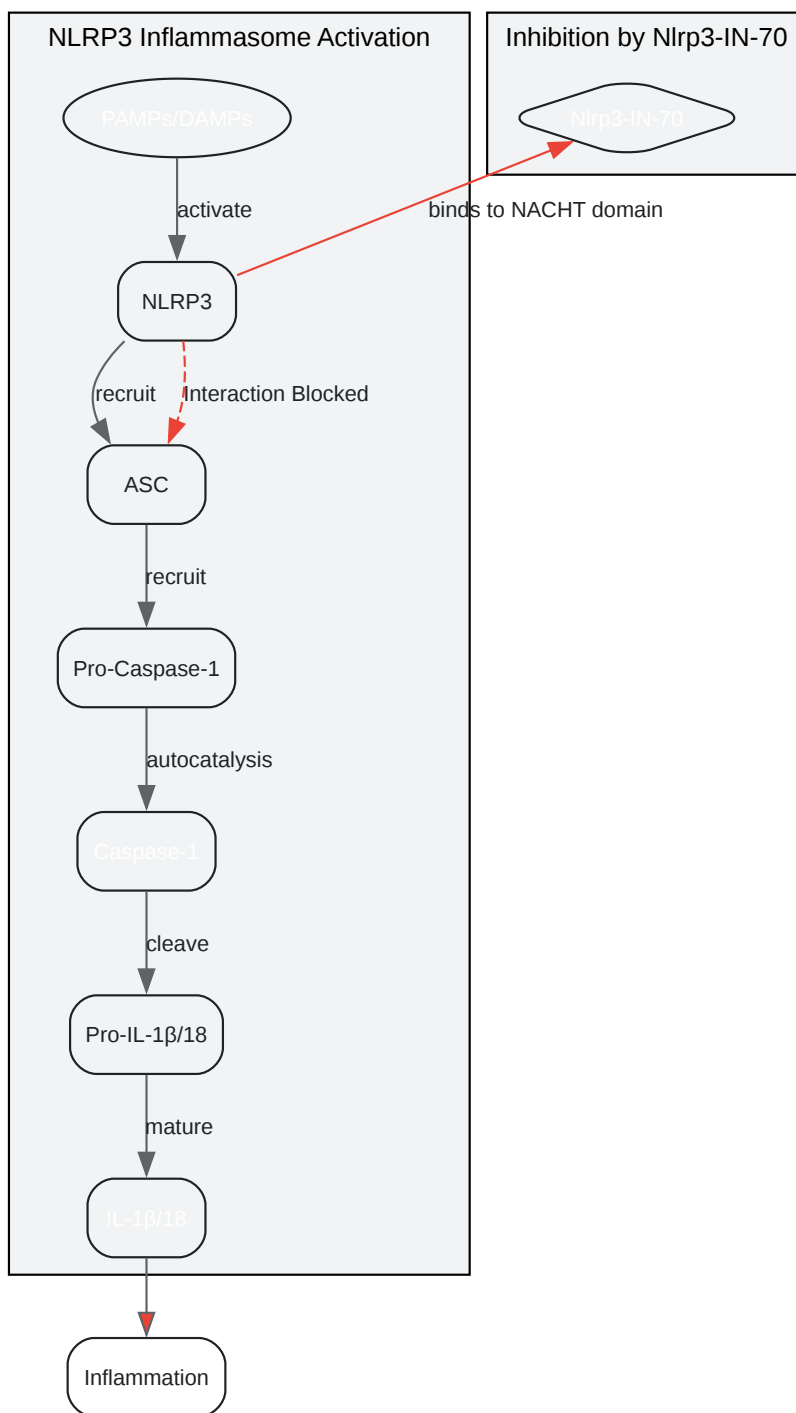 NLRP3 Inflammasome Activation
Inhibition by Nlrp3-IN-70
PAMPs/DAMPs
Nlrp3-IN-70
activate
binds to NACHT domain
NLRP3
recruit
Interaction Blocked
ASC
recruit
Pro-Caspase-1
autocatalysis
Caspase-1
cleave
Pro-IL-1β/18
mature
IL-1β/18
Inflammation